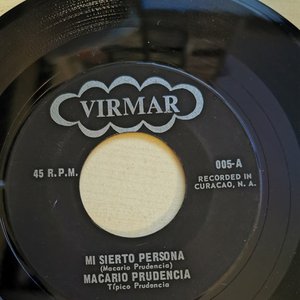 VIRMAR
45 R.P.M.
005-A
RECORDED IN
CURACAO, N. A.
MI SIERTO PERSONA
(Macario Prudencia)
MACARIO PRUDENCIA
Típico Prudencia